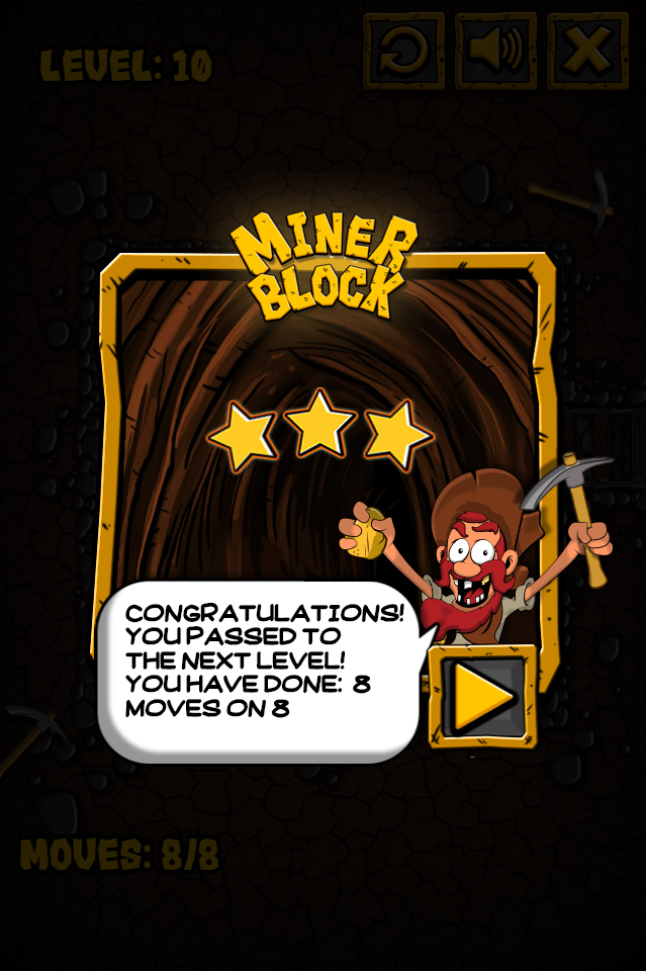 LEVEL: 10
MINER
BLOCK
CONGRATULATIONS!
YOU PASSED TO
THE NEXT LEVEL!
YOU HAVE DONE: 8
MOVES ON 8
MOVES: 8/8